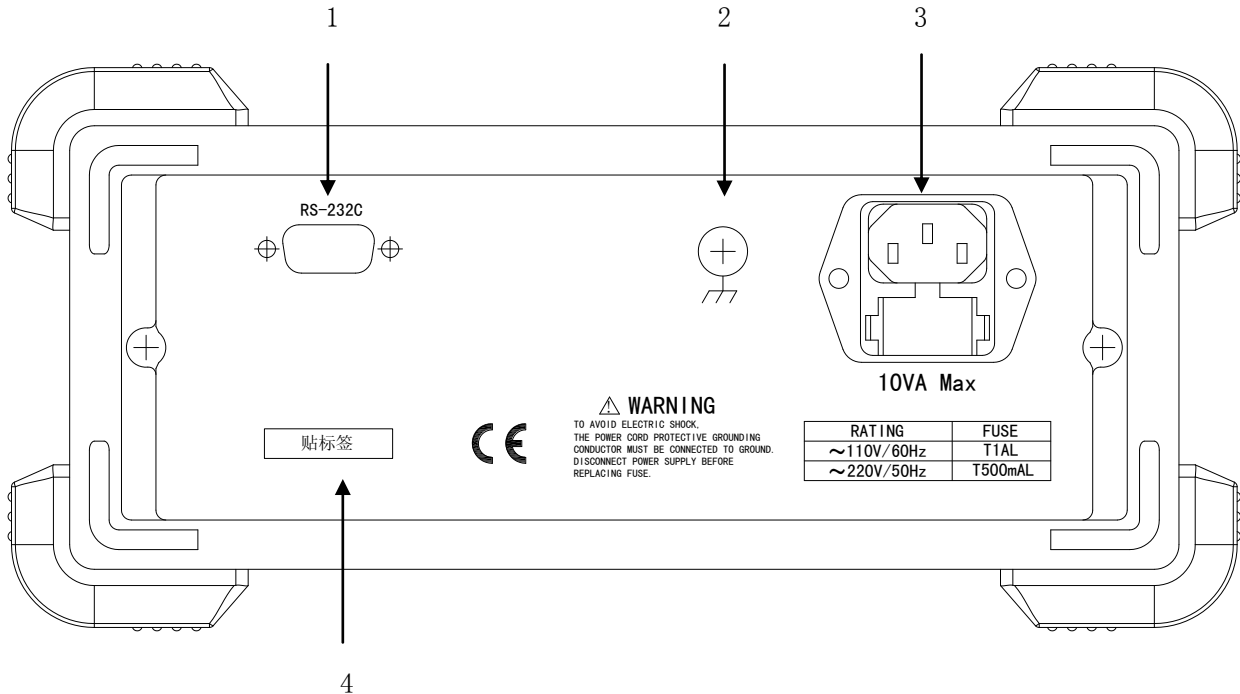 1 2 3
RS-232C
10VA Max
⚠ WARNING
TO AVOID ELECTRIC SHOCK,
THE POWER CORD PROTECTIVE GROUNDING
CONDUCTOR MUST BE CONNECTED TO GROUND.
DISCONNECT POWER SUPPLY BEFORE
REPLACING FUSE.
贴标签
CE
RATING FUSE
~110V/60Hz T1AL
~220V/50Hz T500mAL
4